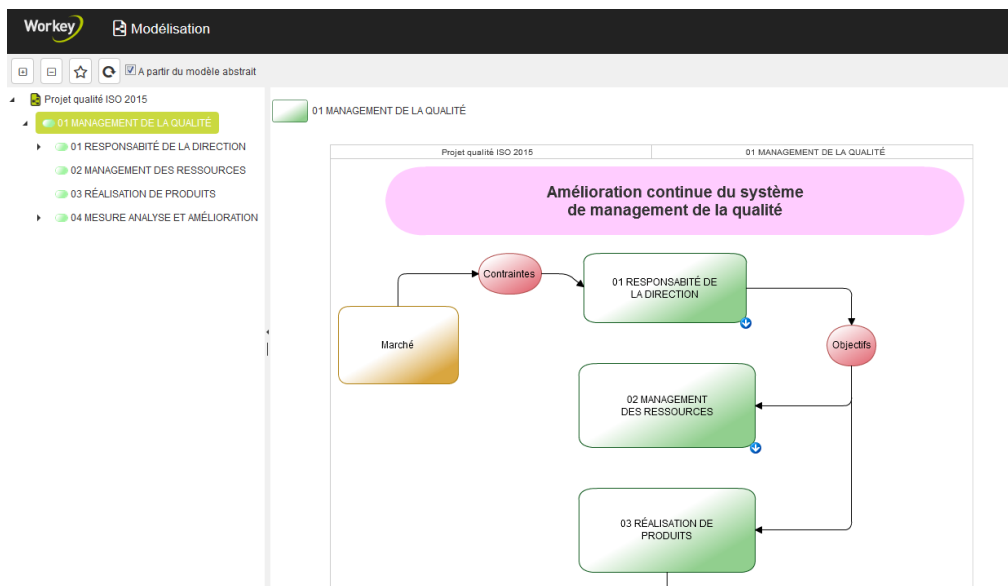 Workey
Modélisation
A partir du modèle abstrait
Projet qualité ISO 2015
01 MANAGEMENT DE LA QUALITÉ
01 RESPONSABITÉ DE LA DIRECTION
02 MANAGEMENT DES RESSOURCES
03 RÉALISATION DE PRODUITS
04 MESURE ANALYSE ET AMÉLIORATION
01 MANAGEMENT DE LA QUALITÉ
Projet qualité ISO 2015
01 MANAGEMENT DE LA QUALITÉ
Amélioration continue du système
de management de la qualité
Contraintes
01 RESPONSABITÉ DE
LA DIRECTION
Marché
Objectifs
02 MANAGEMENT
DES RESSOURCES
03 RÉALISATION DE
PRODUITS